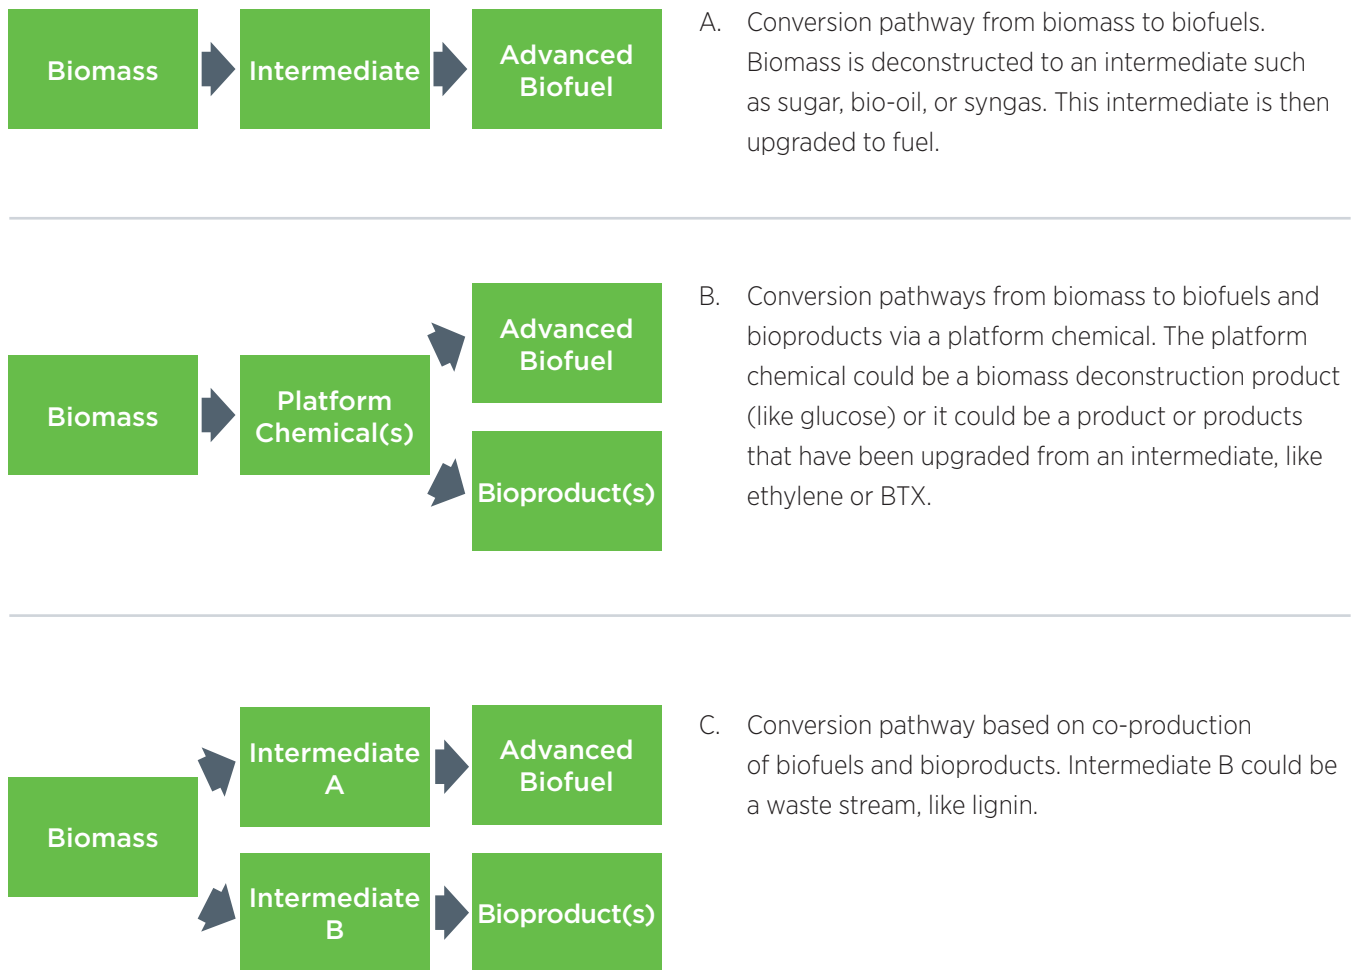 Biomass
Intermediate
Advanced
Biofuel
A. Conversion pathway from biomass to biofuels.
Biomass is deconstructed to an intermediate such
as sugar, bio-oil, or syngas. This intermediate is then
upgraded to fuel.
Biomass
Platform
Chemical(s)
Advanced
Biofuel
Bioproduct(s)
B. Conversion pathways from biomass to biofuels and
bioproducts via a platform chemical. The platform
chemical could be a biomass deconstruction product
(like glucose) or it could be a product or products
that have been upgraded from an intermediate, like
ethylene or BTX.
Biomass
Intermediate
A
Advanced
Biofuel
Intermediate
B
Bioproduct(s)
C. Conversion pathway based on co-production
of biofuels and bioproducts. Intermediate B could be
a waste stream, like lignin.